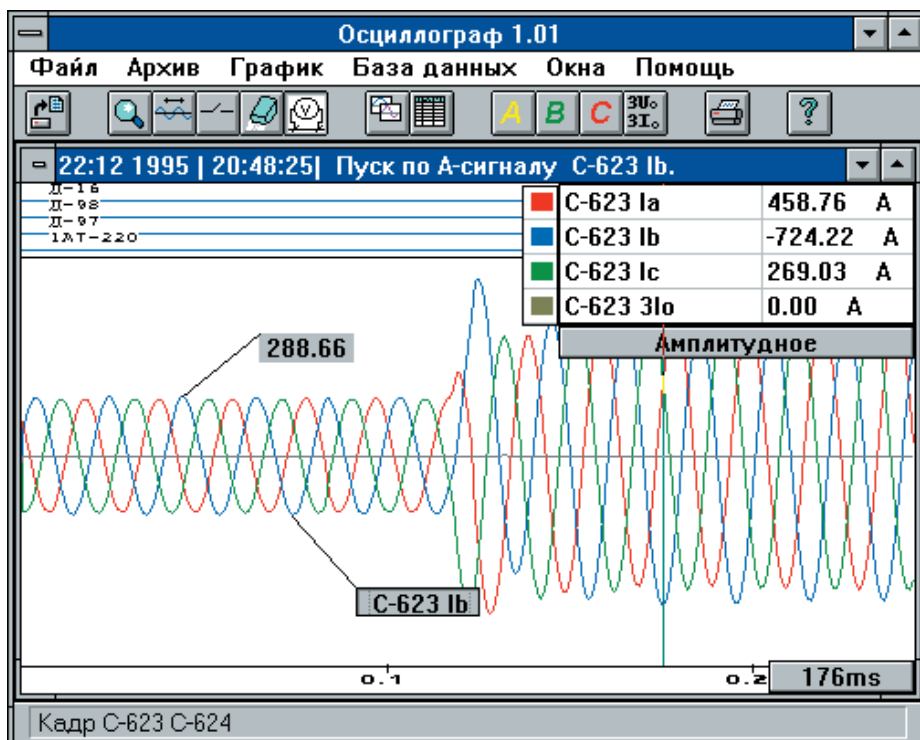 Осциллограф 1.01
Файл Архив График База данных Окна Помощь
A B C 3U₀ 3I₀ ?
22:12 1995 | 20:48:25| Пуск по А-сигналу С-623 Ib.
Д-16
Д-98
Д-97
1АТ-220
С-623 Ia 458.76 А
С-623 Ib -724.22 А
С-623 Ic 269.03 А
С-623 3Io 0.00 А
Амплитудное
288.66
С-623 Ib
0.1 0.2 176ms
Кадр С-623 С-624